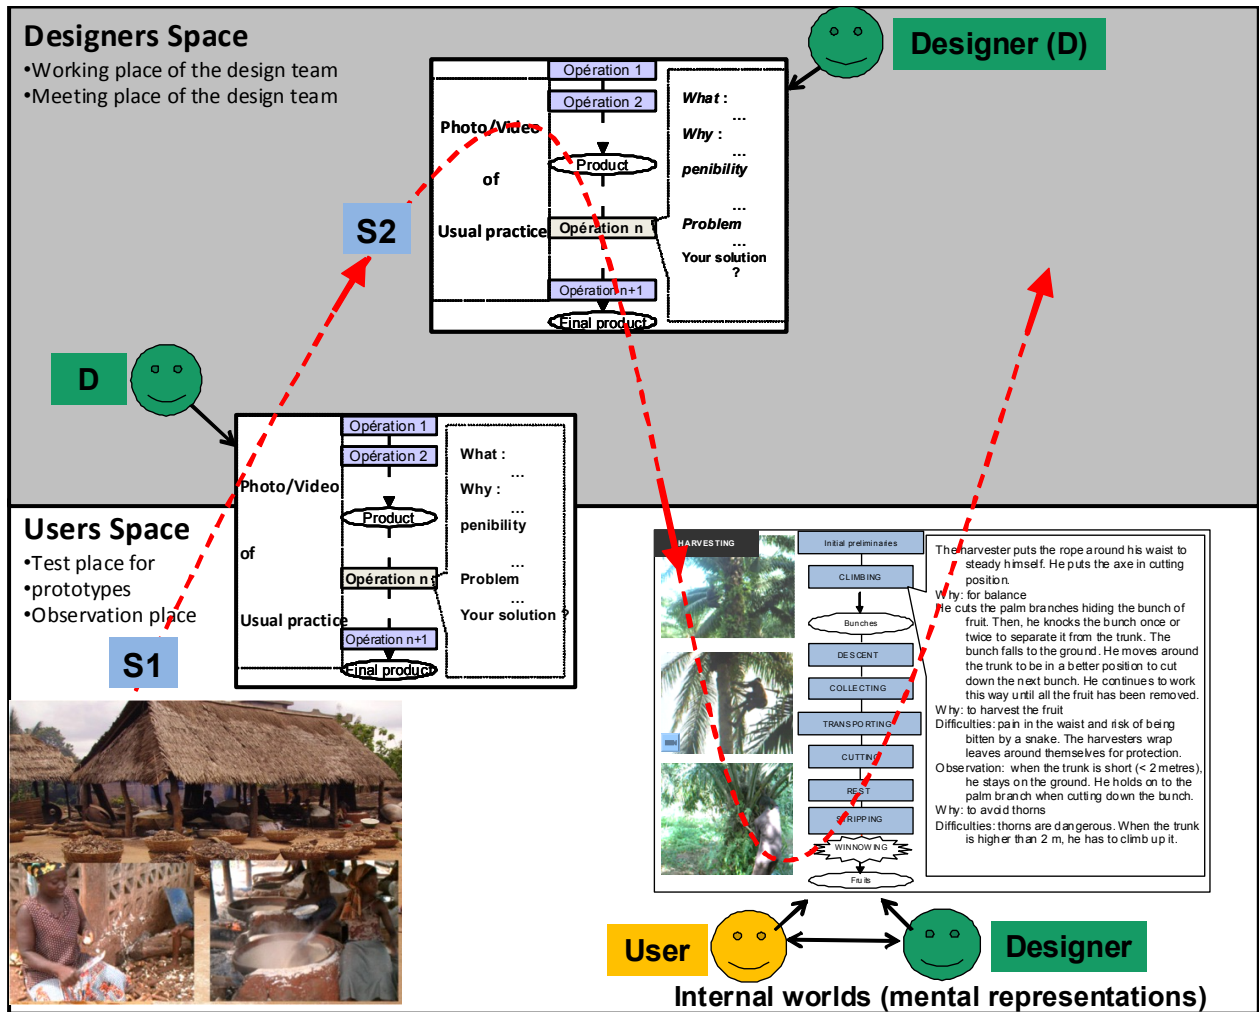 Designers Space
•Working place of the design team
•Meeting place of the design team
Designer (D)
Opération 1
Opération 2
Photo/Video
of
Usual practice
Product
Opération n
Opération n+1
Final product
What :
...
Why :
...
penibility
...
Problem
...
Your solution
?
S2
D
Opération 1
Opération 2
Photo/Video
of
Usual practice
Product
Opération n
Opération n+1
Final product
What :
...
Why :
...
penibility
...
Problem
...
Your solution ?
Users Space
•Test place for
•prototypes
•Observation place
S1
HARVESTING
Initial preliminaries
CLIMBING
Bunches
DESCENT
COLLECTING
TRANSPORTING
CUTTING
REST
STRIPPING
WINNOWING
Fruits
The harvester puts the rope around his waist to
steady himself. He puts the axe in cutting
position.
Why: for balance
He cuts the palm branches hiding the bunch of
fruit. Then, he knocks the bunch once or
twice to separate it from the trunk. The
bunch falls to the ground. He moves around
the trunk to be in a better position to cut
down the next bunch. He continues to work
this way until all the fruit has been removed.
Why: to harvest the fruit
Difficulties: pain in the waist and risk of being
bitten by a snake. The harvesters wrap
leaves around themselves for protection.
Observation: when the trunk is short (< 2 metres),
he stays on the ground. He holds on to the
palm branch when cutting down the bunch.
Why: to avoid thorns
Difficulties: thorns are dangerous. When the trunk
is higher than 2 m, he has to climb up it.
User
Designer
Internal worlds (mental representations)